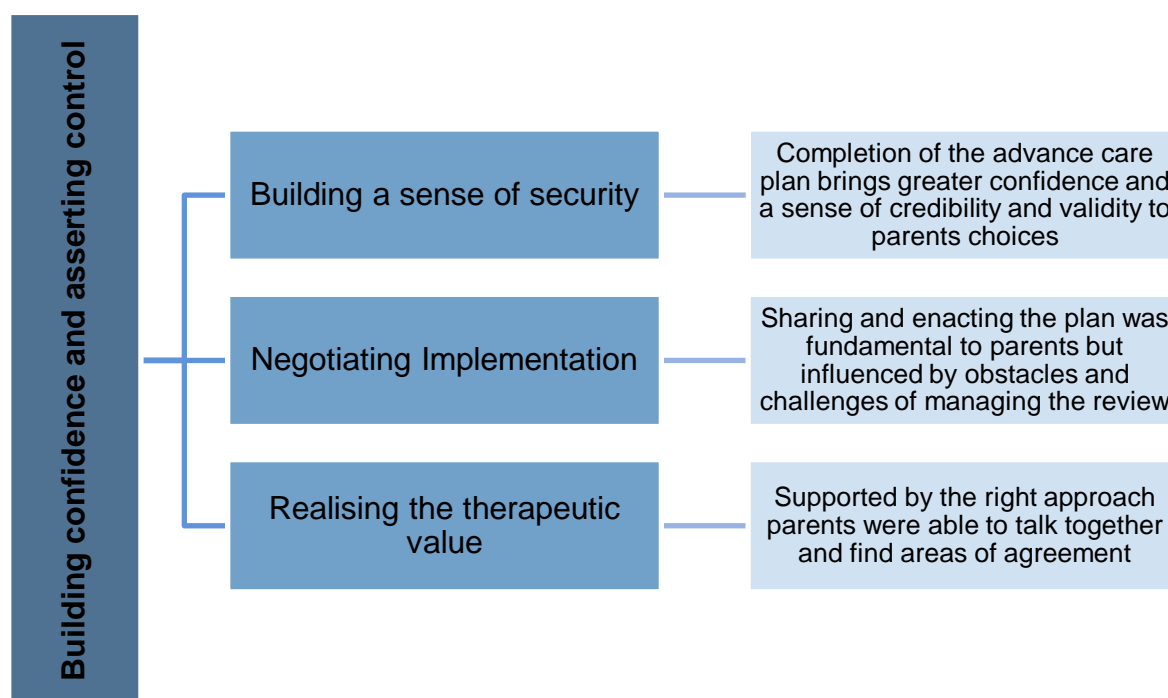 Building confidence and asserting control
Building a sense of security
Completion of the advance care
plan brings greater confidence and
a sense of credibility and validity to
parents choices
Negotiating Implementation
Sharing and enacting the plan was
fundamental to parents but
influenced by obstacles and
challenges of managing the review
Realising the therapeutic
value
Supported by the right approach
parents were able to talk together
and find areas of agreement